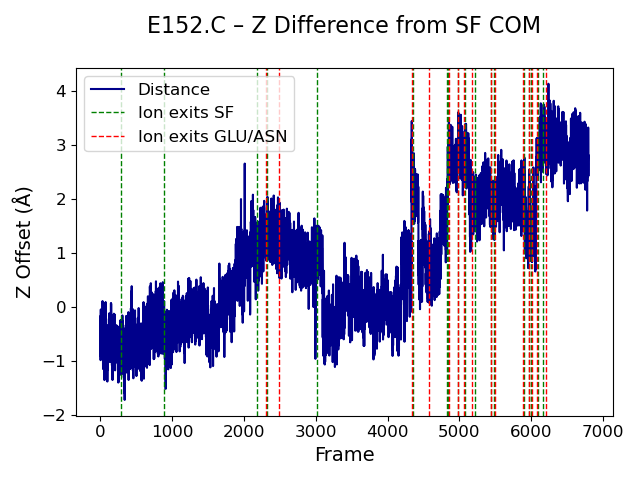 E152.C – Z Difference from SF COM
Distance
Ion exits SF
Ion exits GLU/ASN
Z Offset (Å)
4
3
2
1
0
−1
−2
0 1000 2000 3000 4000 5000 6000 7000
Frame